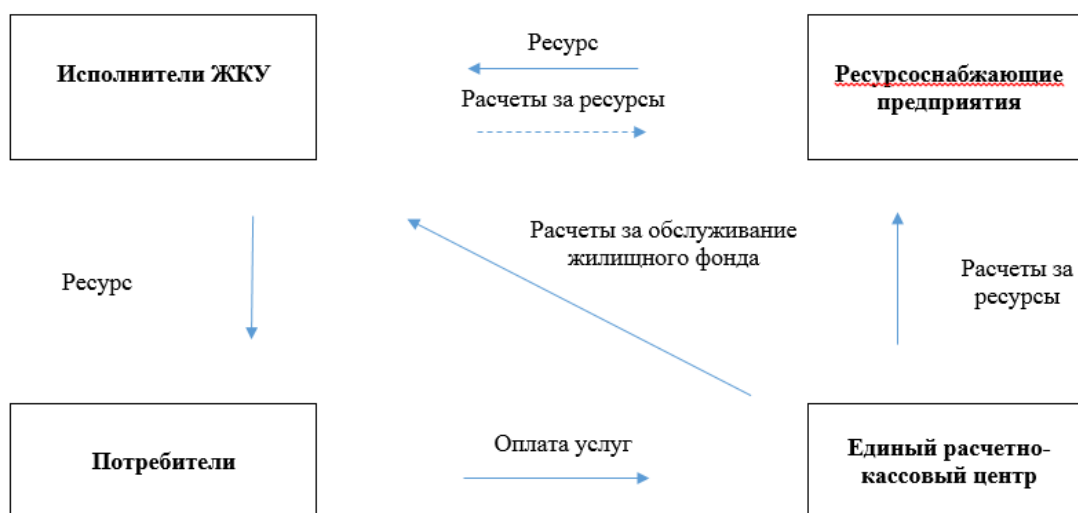 Ресурс
Исполнители ЖКУ
Ресурсоснабжающие
предприятия
Расчеты за ресурсы
Расчеты за обслуживание
жилищного фонда
Ресурс
Расчеты за
ресурсы
Потребители
Оплата услуг
Единый расчетно-
кассовый центр